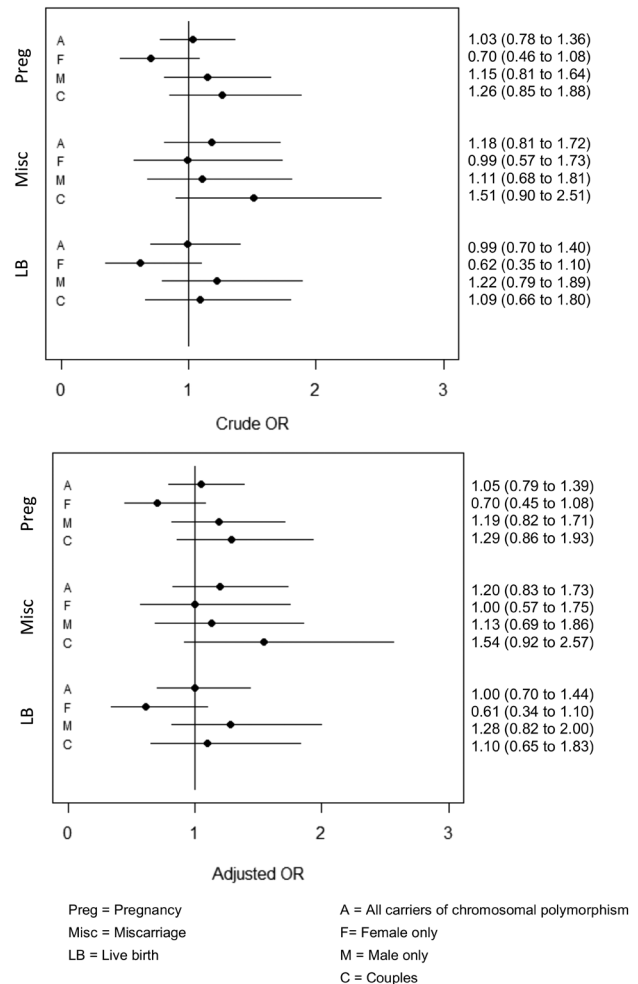 Preg
A 1.03 (0.78 to 1.36)
F 0.70 (0.46 to 1.08)
M 1.15 (0.81 to 1.64)
C 1.26 (0.85 to 1.88)
Misc
A 1.18 (0.81 to 1.72)
F 0.99 (0.57 to 1.73)
M 1.11 (0.68 to 1.81)
C 1.51 (0.90 to 2.51)
LB
A 0.99 (0.70 to 1.40)
F 0.62 (0.35 to 1.10)
M 1.22 (0.79 to 1.89)
C 1.09 (0.66 to 1.80)
0 1 2 3
Crude OR
Preg
A 1.05 (0.79 to 1.39)
F 0.70 (0.45 to 1.08)
M 1.19 (0.82 to 1.71)
C 1.29 (0.86 to 1.93)
Misc
A 1.20 (0.83 to 1.73)
F 1.00 (0.57 to 1.75)
M 1.13 (0.69 to 1.86)
C 1.54 (0.92 to 2.57)
LB
A 1.00 (0.70 to 1.44)
F 0.61 (0.34 to 1.10)
M 1.28 (0.82 to 2.00)
C 1.10 (0.65 to 1.83)
0 1 2 3
Adjusted OR
Preg = Pregnancy
Misc = Miscarriage
LB = Live birth
A = All carriers of chromosomal polymorphism
F= Female only
M = Male only
C = Couples